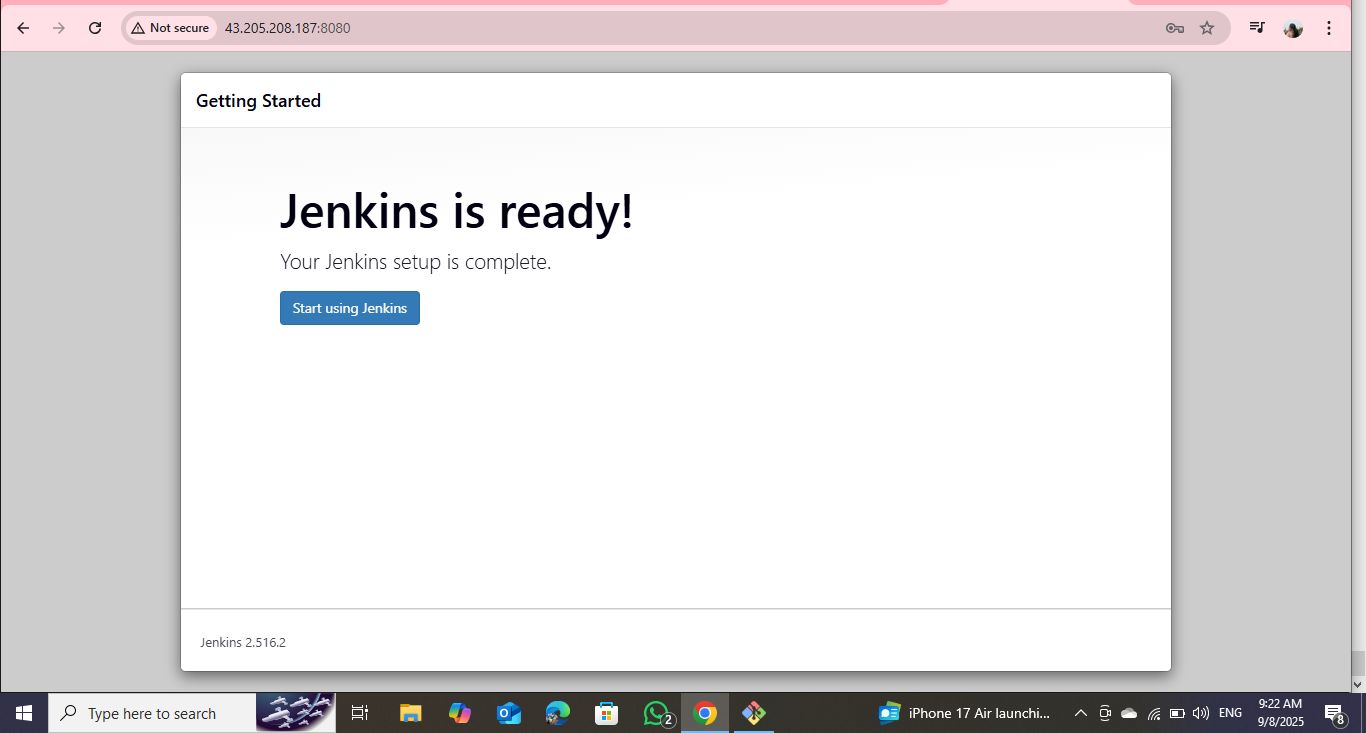 Not secure
43.205.208.187:8080
Getting Started
Jenkins is ready!
Your Jenkins setup is complete.
Start using Jenkins
Jenkins 2.516.2
Type here to search
2
iPhone 17 Air launchi...
ENG
9:22 AM
9/8/2025
8